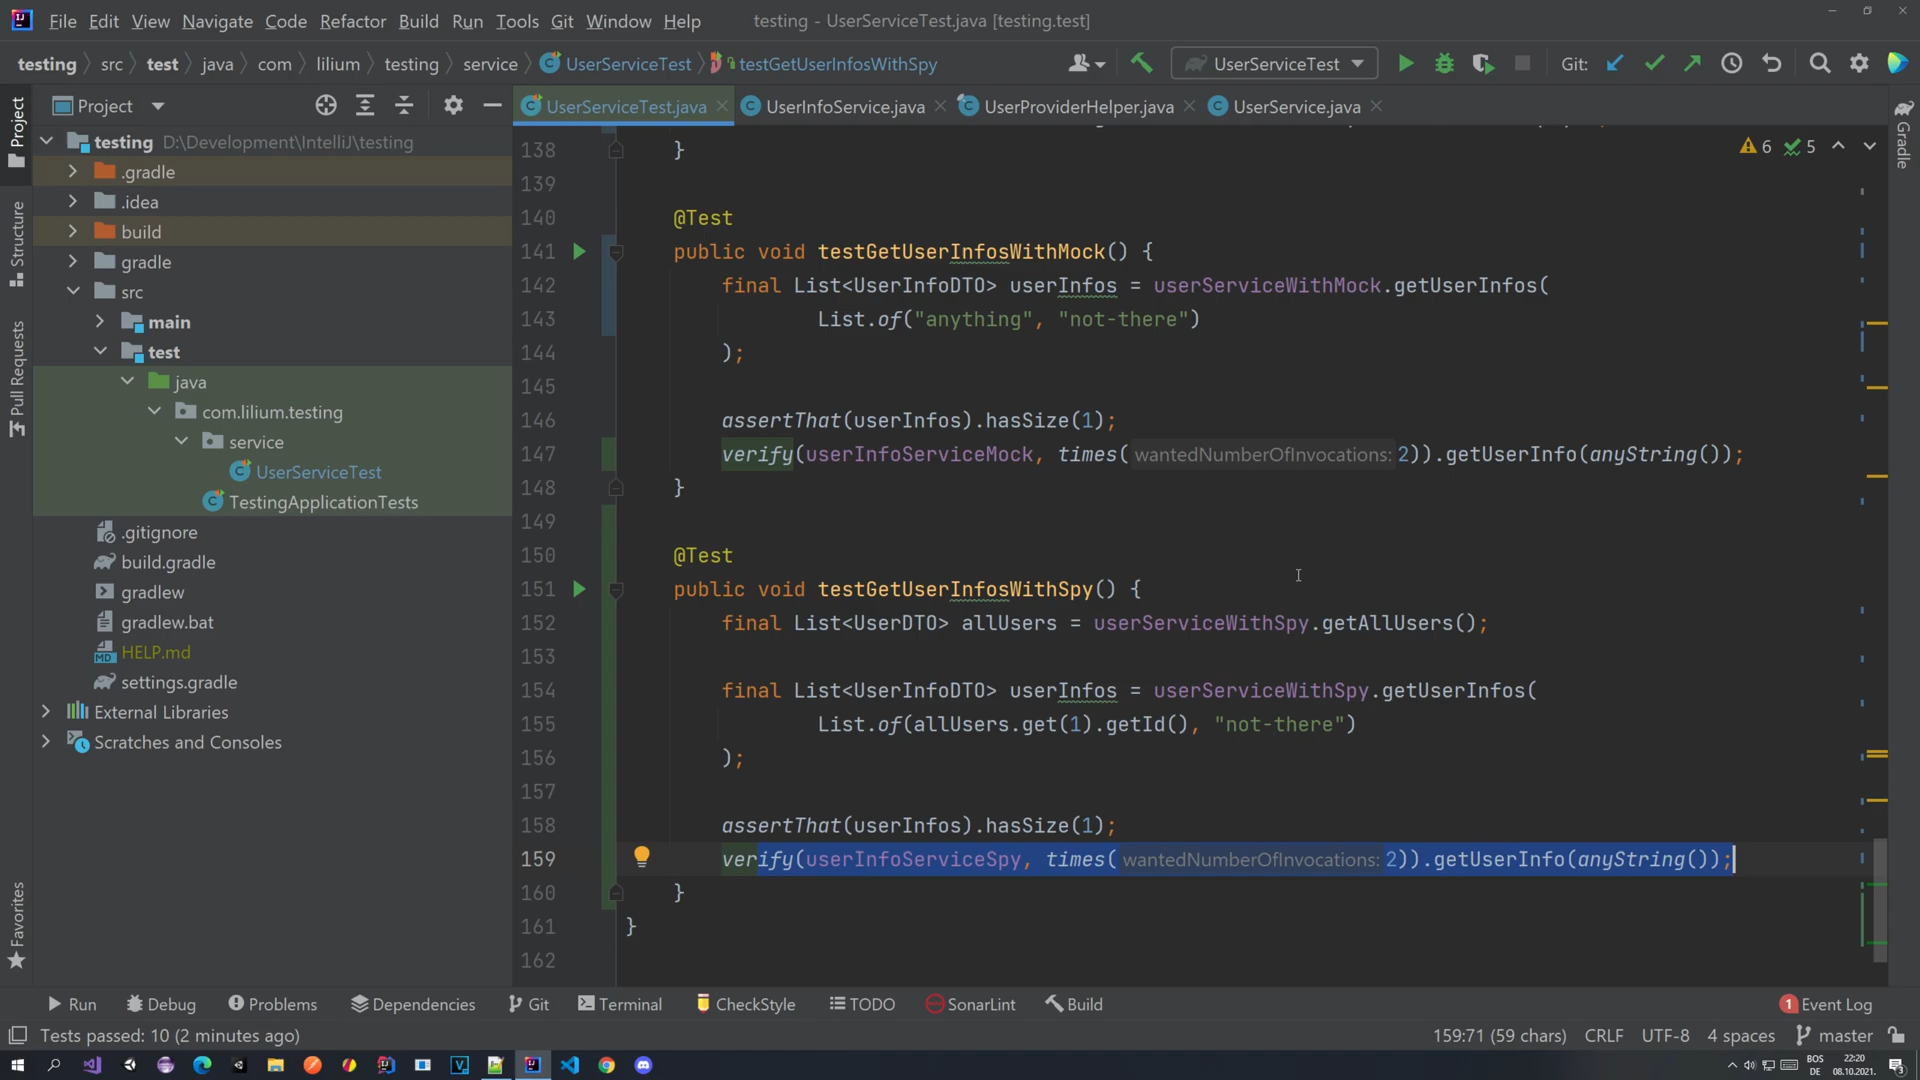 File Edit View Navigate Code Refactor Build Run Tools Git Window Help testing - UserServiceTest.java [testing.test]
testing src test java com lilium testing service UserServiceTest testGetUserInfosWithSpy UserServiceTest Git:
Project UserServiceTest.java UserInfoService.java UserProviderHelper.java UserService.java
Project
Structure
Pull Requests
Favorites
Gradle
testing D:\Development\IntelliJ\testing
.gradle
.idea
build
gradle
src
main
test
java
com.lilium.testing
service
UserServiceTest
TestingApplicationTests
.gitignore
build.gradle
gradlew
gradlew.bat
HELP.md
settings.gradle
External Libraries
Scratches and Consoles
6 5
138 }
139
140 @Test
141 public void testGetUserInfosWithMock() {
142 final List<UserInfoDTO> userInfos = userServiceWithMock.getUserInfos(
143 List.of("anything", "not-there")
144 );
145
146 assertThat(userInfos).hasSize(1);
147 verify(userInfoServiceMock, times( wantedNumberOfInvocations: 2)).getUserInfo(anyString());
148 }
149
150 @Test
151 public void testGetUserInfosWithSpy() {
152 final List<UserDTO> allUsers = userServiceWithSpy.getAllUsers();
153
154 final List<UserInfoDTO> userInfos = userServiceWithSpy.getUserInfos(
155 List.of(allUsers.get(1).getId(), "not-there")
156 );
157
158 assertThat(userInfos).hasSize(1);
159 verify(userInfoServiceSpy, times( wantedNumberOfInvocations: 2)).getUserInfo(anyString());
160 }
161 }
162
Run Debug Problems Dependencies Git Terminal CheckStyle TODO SonarLint Build 1 Event Log
Tests passed: 10 (2 minutes ago) 159:71 (59 chars) CRLF UTF-8 4 spaces master
BOS
DE
22:20
08.10.2021.
3